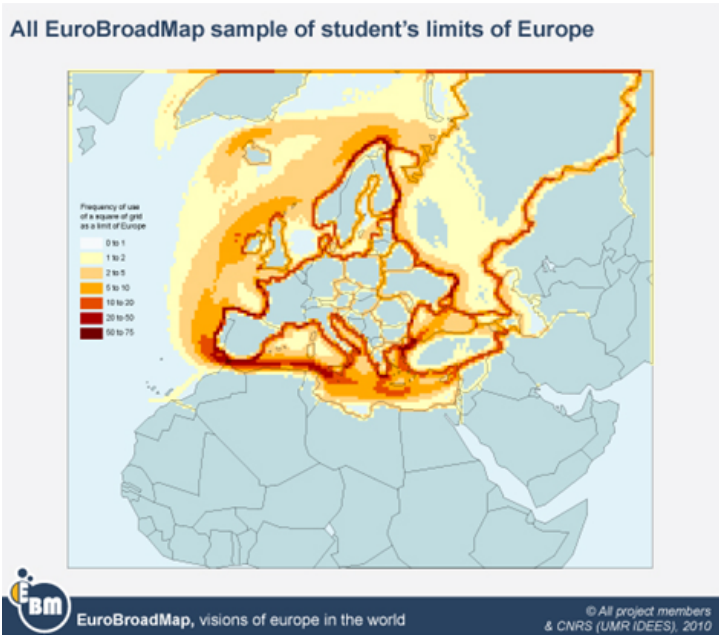 All EuroBroadMap sample of student's limits of Europe
Frequency of use
of a square of grid
as a limit of Europe
0 to 1
1 to 2
2 to 5
5 to 10
10 to 20
20 to 50
50 to 75
EBM
EuroBroadMap, visions of europe in the world
© All project members
& CNRS (UMR IDEES), 2010